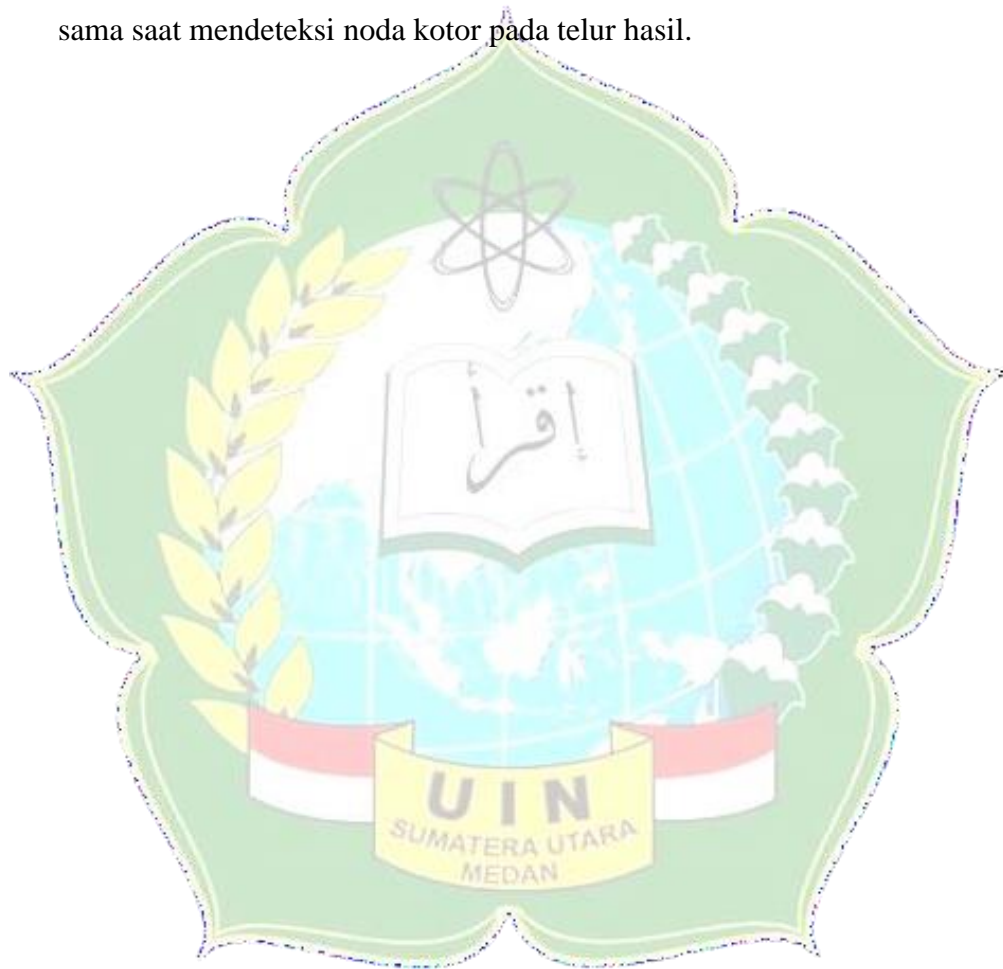 sama saat mendeteksi noda kotor pada telur hasil.
إقرأ
UIN
SUMATERA UTARA
MEDAN